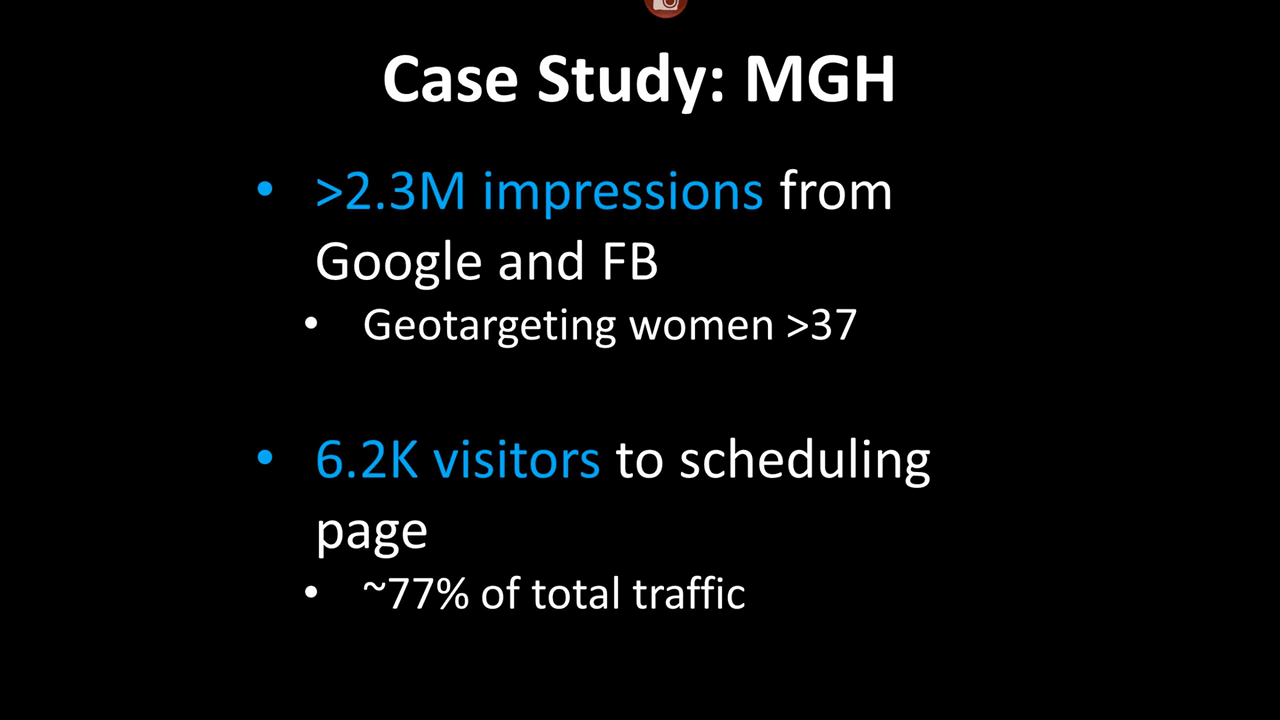 Case Study: MGH
• >2.3M impressions from
Google and FB
• Geotargeting women >37
• 6.2K visitors to scheduling
page
• ~77% of total traffic